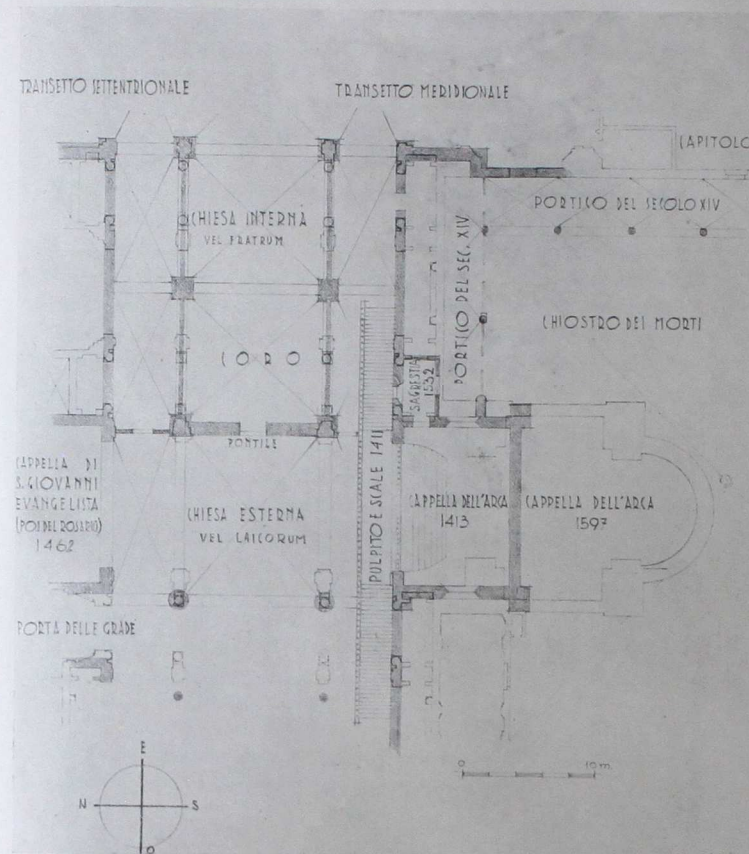 TRANSETTO SETTENTRIONALE
TRANSETTO MERIDIONALE
CAPITOLO
CHIESA INTERNA
VEL FRATRUM
PORTICO DEL SECOLO XIV
PORTICO DEL SEC. XIV
CHIOSTRO DEI MORTI
CORO
SAGRESTIA
1532
PONTILE
PULPITO E SCALE 1411
CAPPELLA DI
S. GIOVANNI
EVANGELISTA
(POI DEL ROSARIO)
1462
CHIESA ESTERNA
VEL LAICORUM
CAPPELLA DELL'ARCA
1413
CAPPELLA DELL'ARCA
1597
PORTA DELLE GRADE
E
N
S
O
0
10 m.